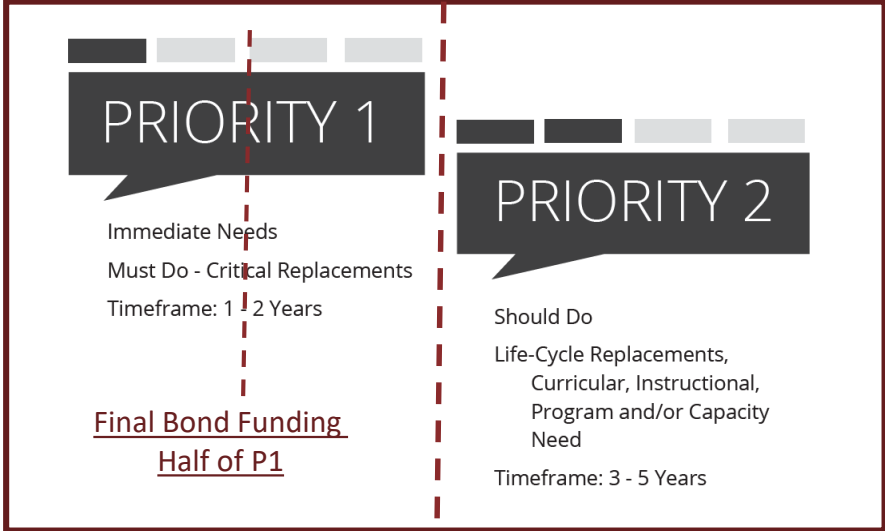 PRIORITY 1
Immediate Needs
Must Do - Critical Replacements
Timeframe: 1 - 2 Years
Final Bond Funding
Half of P1
PRIORITY 2
Should Do
Life-Cycle Replacements,
Curricular, Instructional,
Program and/or Capacity
Need
Timeframe: 3 - 5 Years